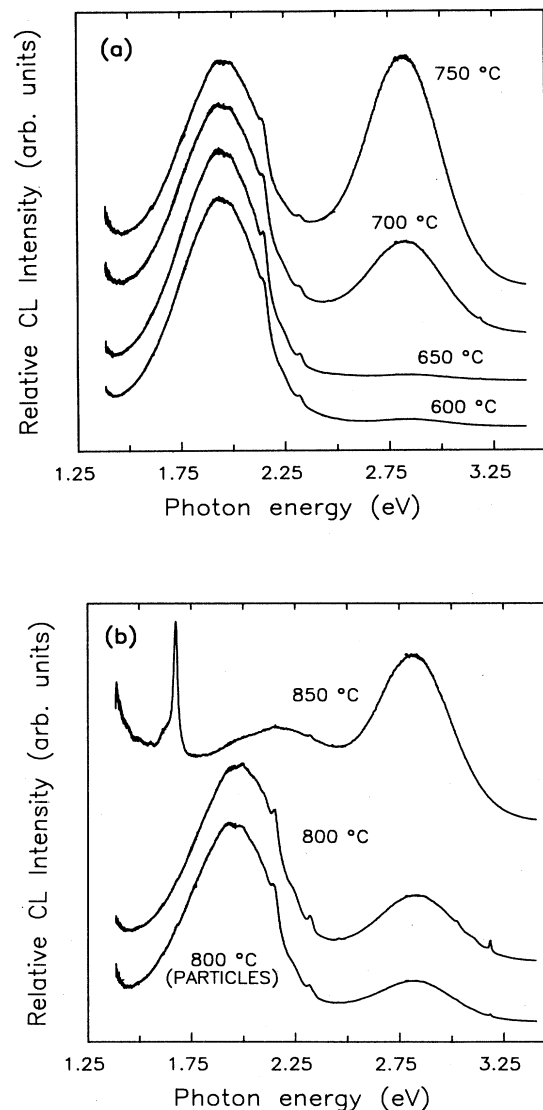 (a)
750 °C
700 °C
650 °C
600 °C
Relative CL Intensity (arb. units)
1.25 1.75 2.25 2.75 3.25
Photon energy (eV)
(b)
850 °C
800 °C
800 °C
(PARTICLES)
Relative CL Intensity (arb. units)
1.25 1.75 2.25 2.75 3.25
Photon energy (eV)